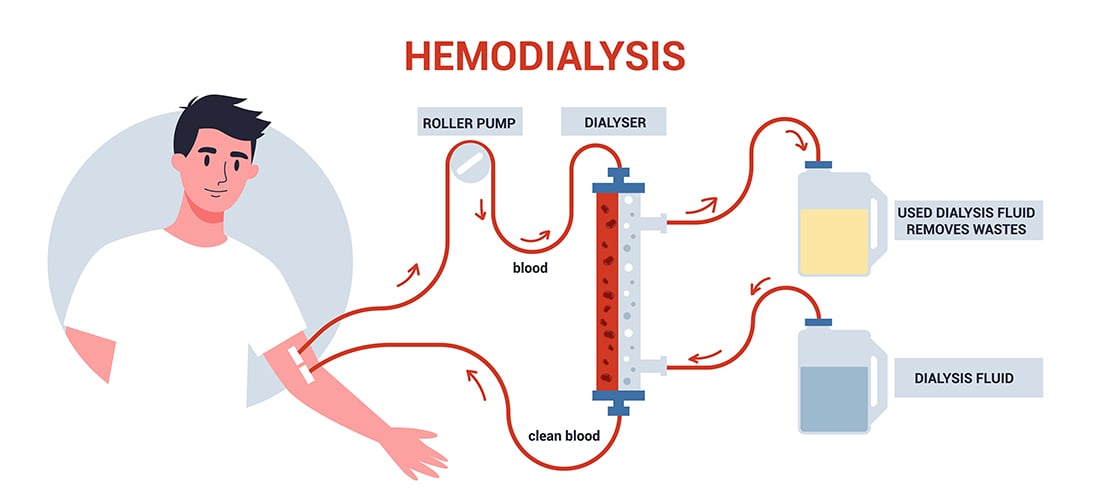 HEMODIALYSIS
ROLLER PUMP
DIALYSER
USED DIALYSIS FLUID
REMOVES WASTES
blood
DIALYSIS FLUID
clean blood